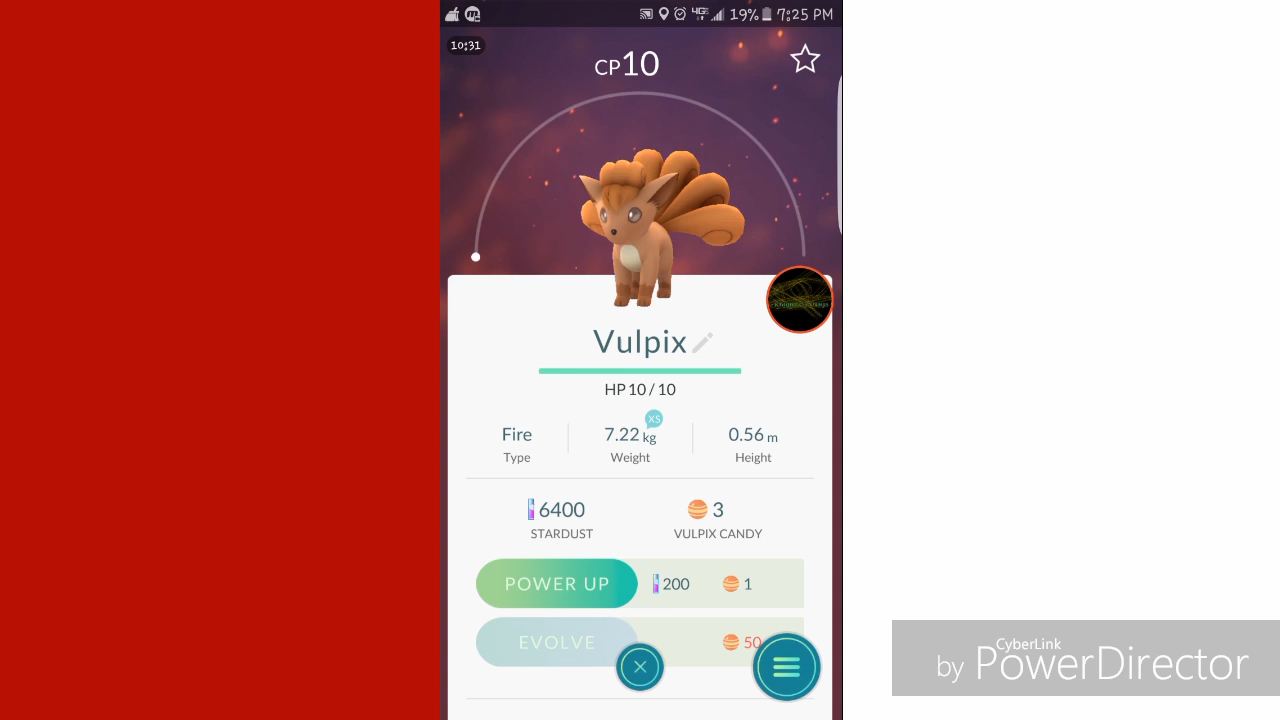 4G 19% 7:25 PM
10:31
CP10
Vulpix
HP 10 / 10
XS
Fire 7.22 kg 0.56 m
Type Weight Height
6400 3
STARDUST VULPIX CANDY
POWER UP 200 1
EVOLVE 50
CyberLink
by PowerDirector